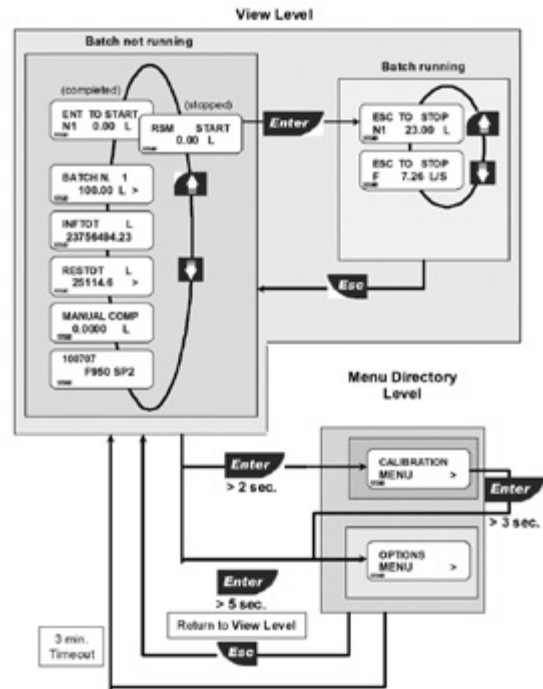 View Level
Batch not running
(completed)
ENT TO START
N1 0.00 L
(stopped)
RSM START
0.00 L
BATCH N. 1
100.00 L >
INFTOT L
23756494.23
RESTOT L
25114.6 >
MANUAL COMP
0.0000 L
100707
F950 SP2
Enter
Batch running
ESC TO STOP
N1 23.00 L
ESC TO STOP
F 7.26 L/S
Esc
Menu Directory
Level
Enter
> 2 sec.
CALIBRATION
MENU >
Enter
> 3 sec.
OPTIONS
MENU >
Enter
> 5 sec.
Return to View Level
Esc
3 min.
Timeout